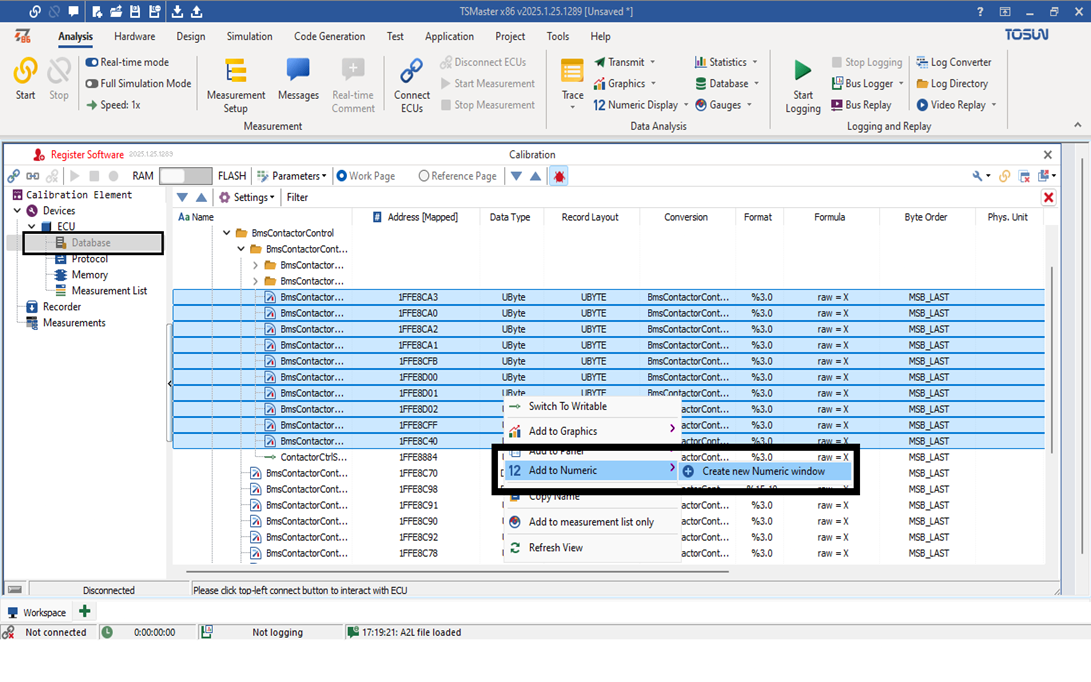 TSMaster x86 v2025.1.25.1289 [Unsaved *]
Analysis Hardware Design Simulation Code Generation Test Application Project Tools Help TOSUN
Start Stop
Real-time mode
Full Simulation Mode
Speed: 1x
Measurement Setup
Messages
Real-time Comment
Connect ECUs
Disconnect ECUs
Start Measurement
Stop Measurement
Measurement
Trace
Transmit
Graphics
12 Numeric Display
Statistics
Database
Gauges
Data Analysis
Start Logging
Stop Logging
Bus Logger
Bus Replay
Log Converter
Log Directory
Video Replay
Logging and Replay
Register Software 2025.1.25.1289 Calibration
RAM FLASH Parameters Work Page Reference Page
Calibration Element
Devices
ECU
Database
Protocol
Memory
Measurement List
Recorder
Measurements
Settings Filter
Aa Name Address [Mapped] Data Type Record Layout Conversion Format Formula Byte Order Phys. Unit
BmsContactorControl
BmsContactorCont...
BmsContactor...
BmsContactor...
BmsContactor... 1FFE8CA3 UByte UBYTE BmsContactorCont... %3.0 raw = X MSB_LAST
BmsContactor... 1FFE8CA0 UByte UBYTE BmsContactorCont... %3.0 raw = X MSB_LAST
BmsContactor... 1FFE8CA2 UByte UBYTE BmsContactorCont... %3.0 raw = X MSB_LAST
BmsContactor... 1FFE8CA1 UByte UBYTE BmsContactorCont... %3.0 raw = X MSB_LAST
BmsContactor... 1FFE8CFB UByte UBYTE BmsContactorCont... %3.0 raw = X MSB_LAST
BmsContactor... 1FFE8D00 UByte UBYTE BmsContactorCont... %3.0 raw = X MSB_LAST
BmsContactor... 1FFE8D01 UByte UBYTE BmsContactorCont... %3.0 raw = X MSB_LAST
BmsContactor... 1FFE8D02 actorCont... %3.0 raw = X MSB_LAST
BmsContactor... 1FFE8CFF actorCont... %3.0 raw = X MSB_LAST
BmsContactor... 1FFE8C40 actorCont... %3.0 raw = X MSB_LAST
ContactorCtrlS... 1FFE8884 %3.0 raw = X MSB_LAST
BmsContactorCont... 1FFE8C70 raw = X MSB_LAST
BmsContactorCont... 1FFE8C98 raw = X MSB_LAST
BmsContactorCont... 1FFE8C91 actorCont... %3.0 raw = X MSB_LAST
BmsContactorCont... 1FFE8C90 actorCont... %3.0 raw = X MSB_LAST
BmsContactorCont... 1FFE8C92 actorCont... %3.0 raw = X MSB_LAST
BmsContactorCont... 1FFE8C78 actorCont... %3.0 raw = X MSB_LAST
Switch To Writable
Add to Graphics
Add to Panel
12 Add to Numeric
Create new Numeric window
Copy Name
Add to measurement list only
Refresh View
Disconnected Please click top-left connect button to interact with ECU
Workspace
Not connected 0:00:00:00 Not logging 17:19:21: A2L file loaded